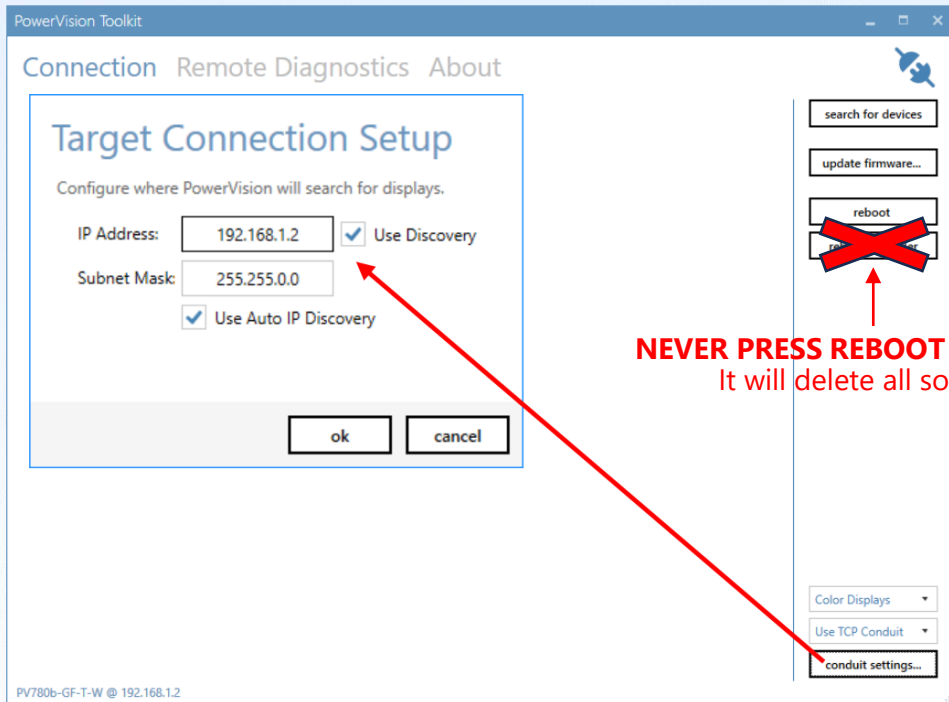 PowerVision Toolkit
Connection Remote Diagnostics About
search for devices
Target Connection Setup
update firmware...
Configure where PowerVision will search for displays.
reboot
IP Address: 192.168.1.2 Use Discovery
Subnet Mask: 255.255.0.0
Use Auto IP Discovery
NEVER PRESS REBOOT
It will delete all so
ok cancel
Color Displays
Use TCP Conduit
conduit settings...
PV780b-GF-T-W @ 192.168.1.2